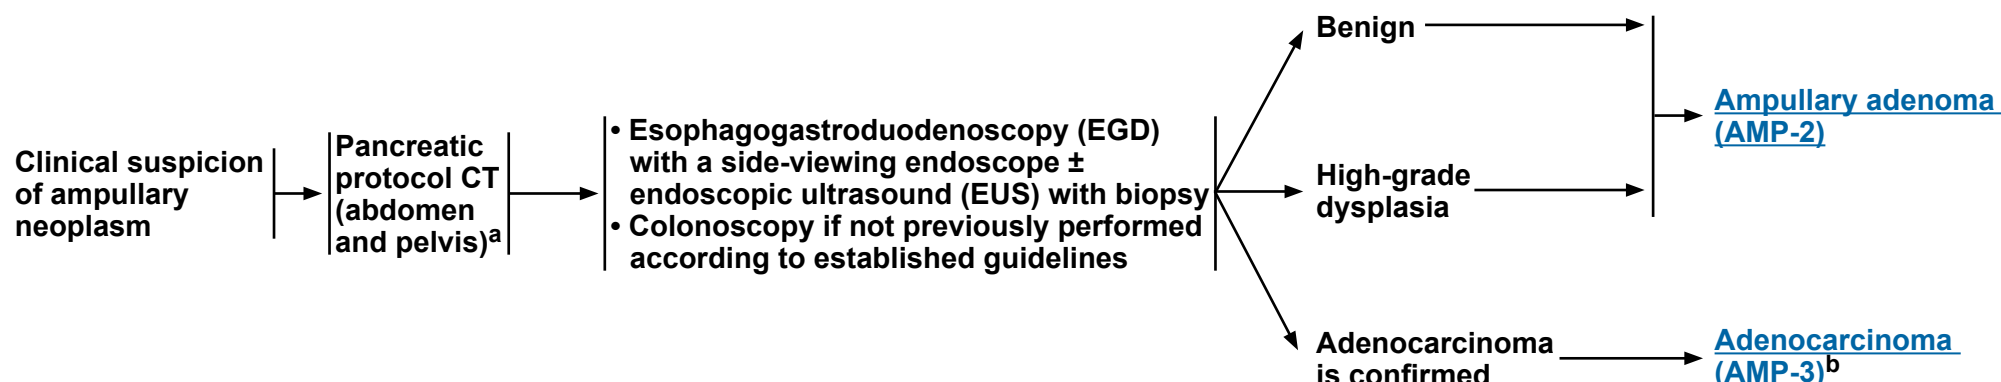 Clinical suspicion
of ampullary
neoplasm
Pancreatic
protocol CT
(abdomen
and pelvis)a
• Esophagogastroduodenoscopy (EGD)
with a side-viewing endoscope ±
endoscopic ultrasound (EUS) with biopsy
• Colonoscopy if not previously performed
according to established guidelines
Benign
High-grade
dysplasia
Adenocarcinoma
is confirmed
Ampullary adenoma
(AMP-2)
Adenocarcinoma
(AMP-3)b